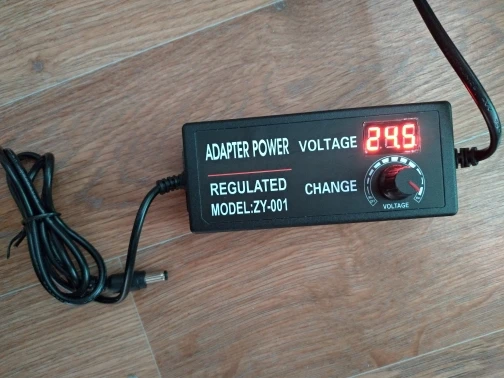 ADAPTER POWER
REGULATED
MODEL:ZY-001
VOLTAGE
24.5
CHANGE
VOLTAGE